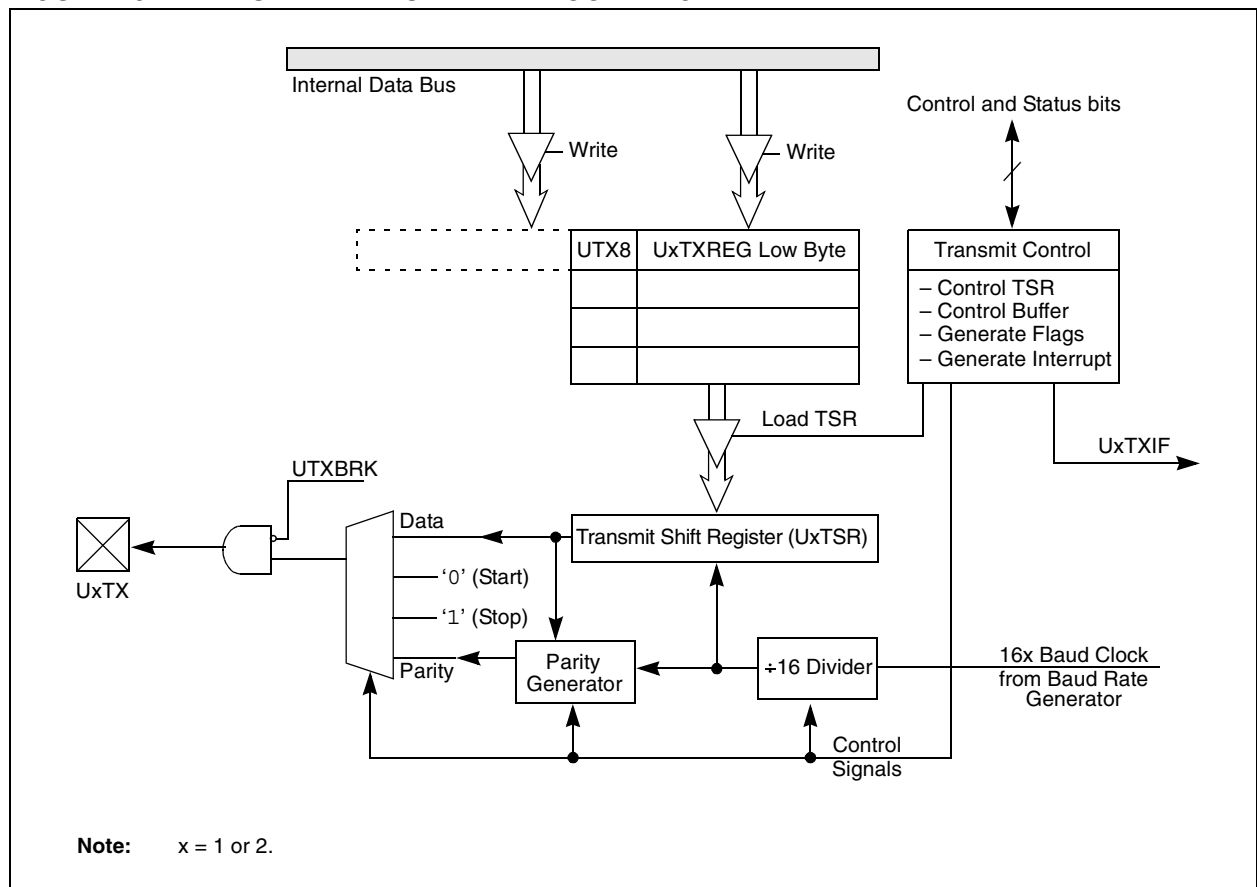 Internal Data Bus
Control and Status bits
Write
Write
UTX8
UxTXREG Low Byte
Transmit Control
– Control TSR
– Control Buffer
– Generate Flags
– Generate Interrupt
Load TSR
UxTXIF
UTXBRK
Data
Transmit Shift Register (UxTSR)
UxTX
‘0’ (Start)
‘1’ (Stop)
Parity
Parity
Generator
÷16 Divider
16x Baud Clock
from Baud Rate
Generator
Control
Signals
Note: x = 1 or 2.